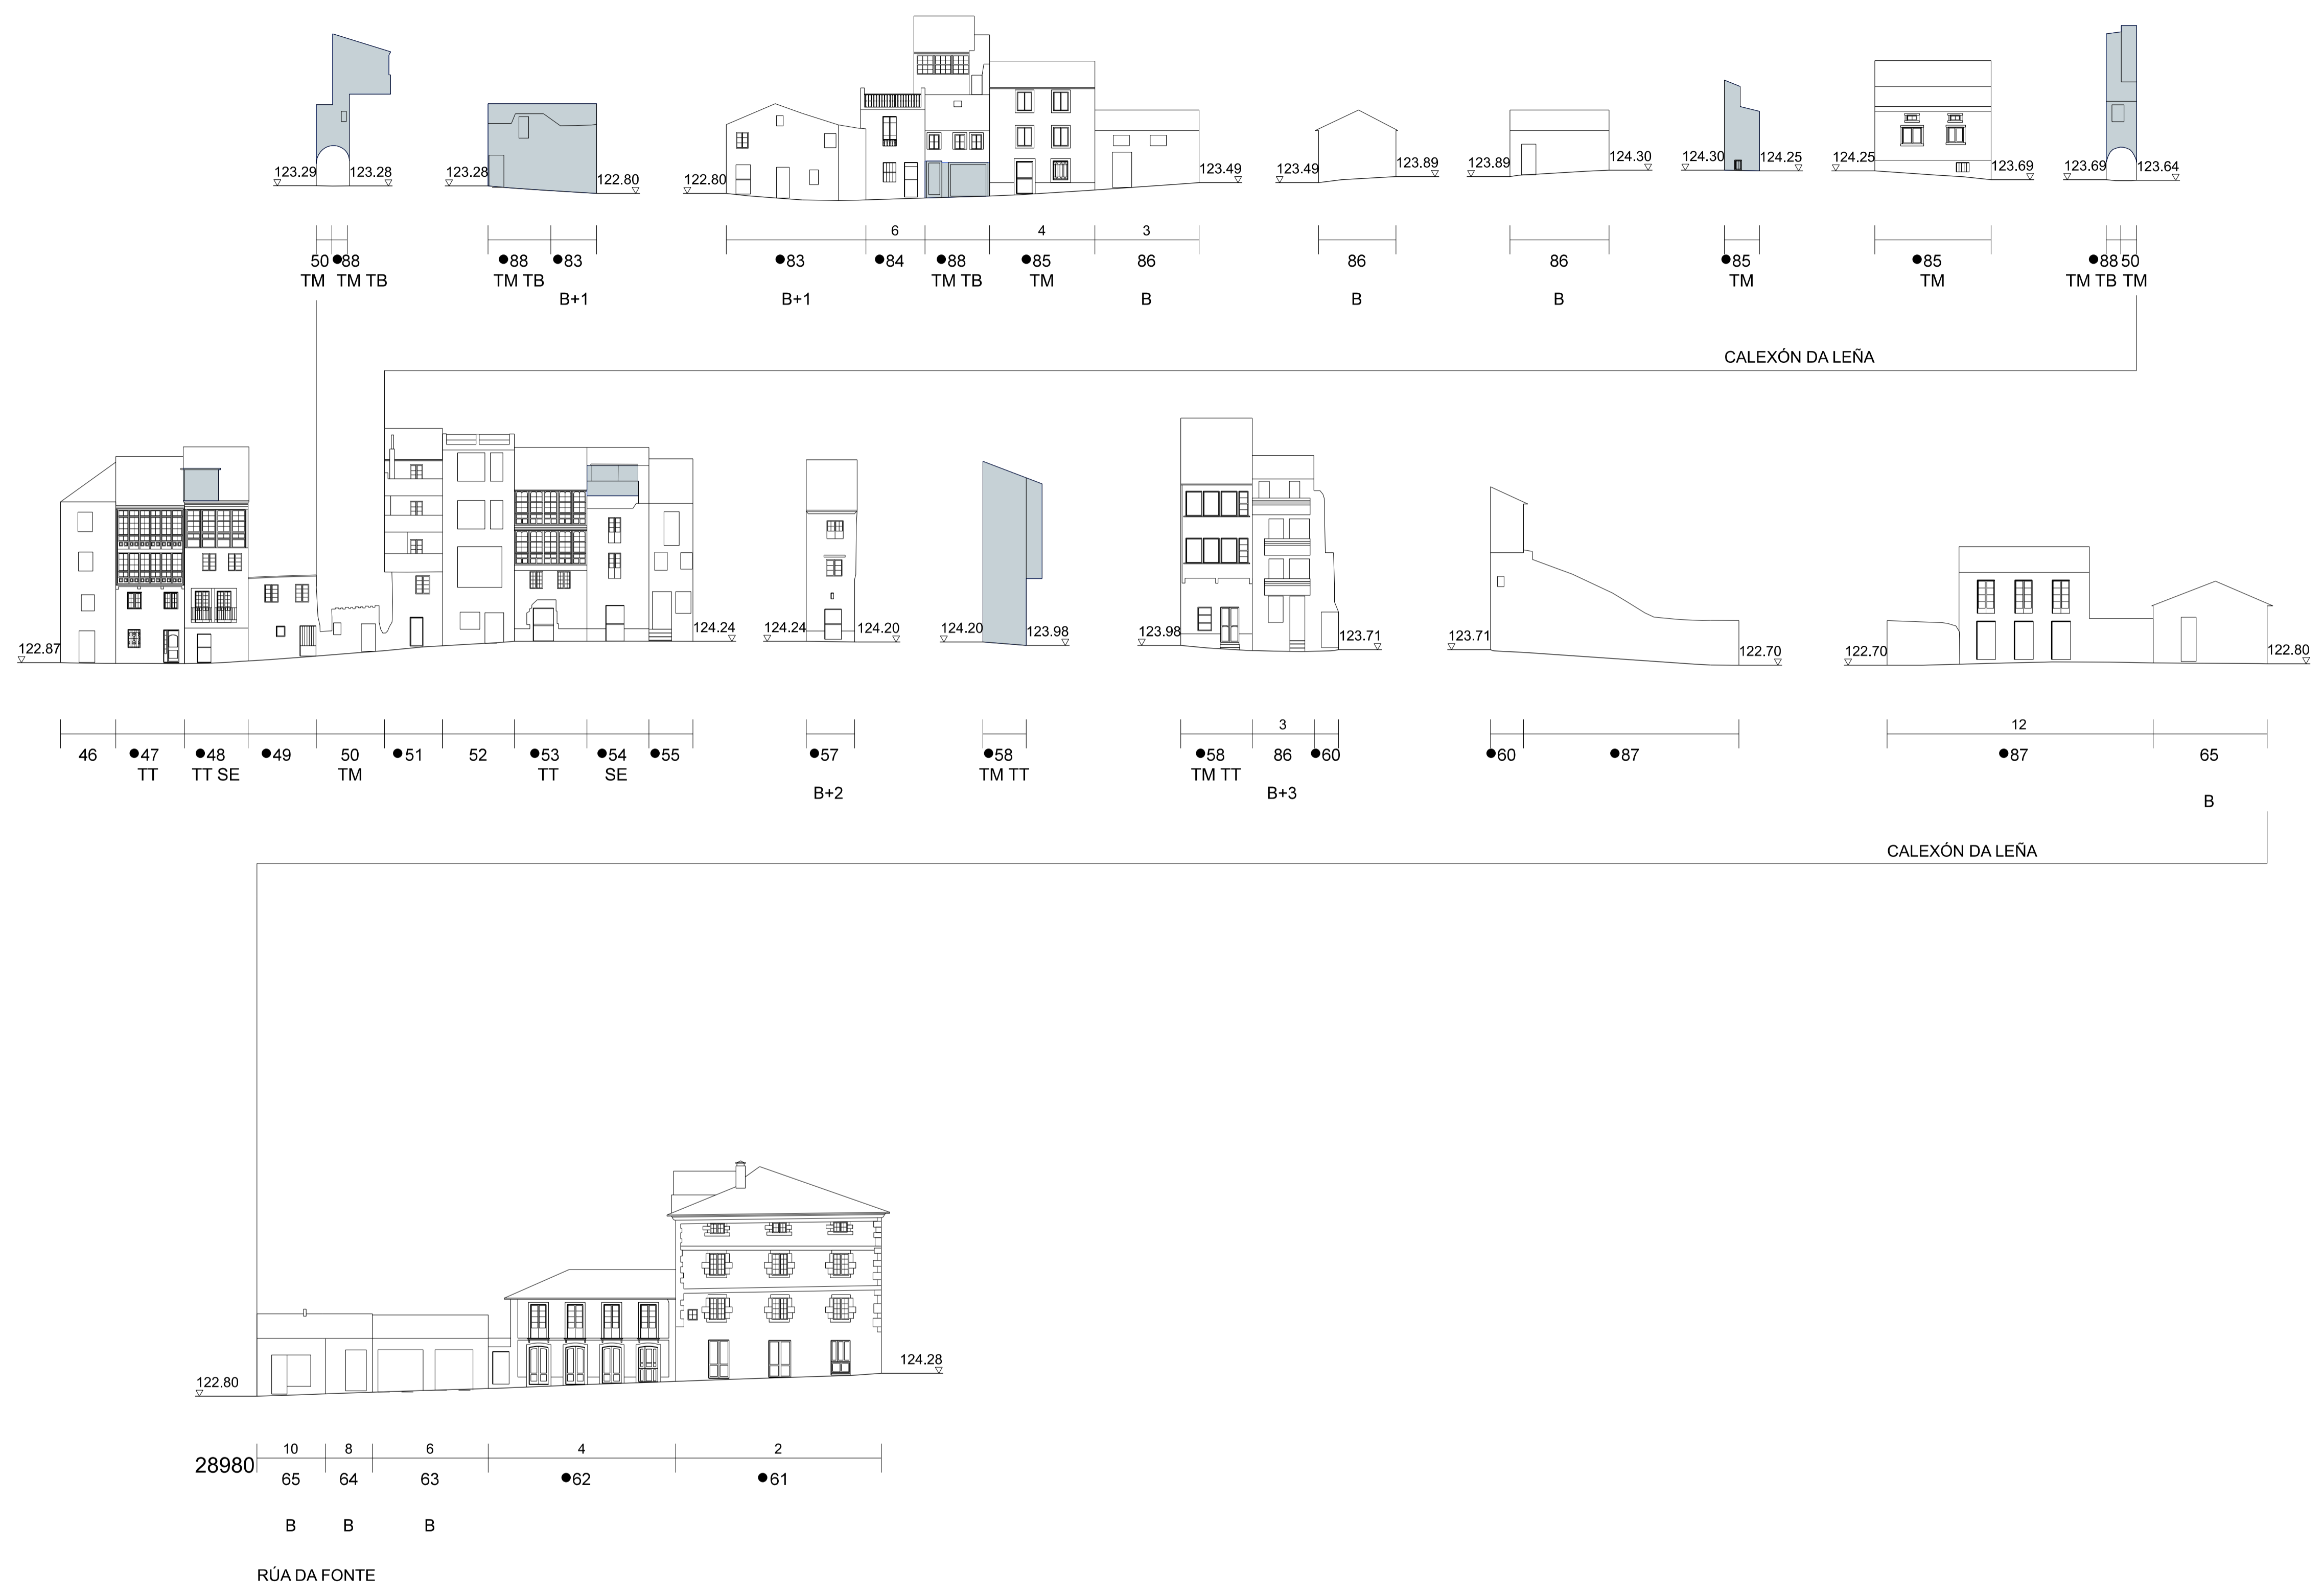 123.29 123.28 123.28 122.80 122.80 123.49 123.49 123.89 123.89 124.30 124.30 124.25 124.25 123.69 123.69 123.64
6 4 3
50 ●88 ●88 ●83 ●83 ●84 ●88 ●85 86 86 86 ●85 ●85 ●88 50
TM TM TB TM TB TM TB TM TM TM TM TB TM
B+1 B+1 B B B
CALEXÓN DA LEÑA
122.87 124.24 124.24 124.20 124.20 123.98 123.98 123.71 123.71 122.70 122.70 122.80
3 12
46 ●47 ●48 ●49 50 ●51 52 ●53 ●54 ●55 ●57 ●58 ●58 86 ●60 ●60 ●87 ●87 65
TT TT SE TM TT SE TM TT TM TT
B+2 B+3 B
CALEXÓN DA LEÑA
122.80 124.28
10 8 6 4 2
28980
65 64 63 ●62 ●61
B B B
RÚA DA FONTE